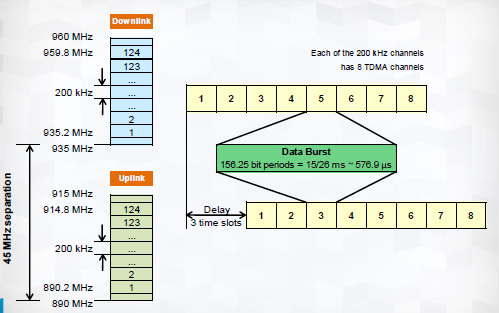 Downlink
960 MHz
959.8 MHz
124
123
...
200 kHz
...
...
2
935.2 MHz
1
935 MHz
Each of the 200 kHz channels
has 8 TDMA channels
1 2 3 4 5 6 7 8
Data Burst
156.25 bit periods = 15/26 ms ~ 576.9 µs
Delay
3 time slots
1 2 3 4 5 6 7 8
45 MHz separation
Uplink
915 MHz
914.8 MHz
124
123
...
200 kHz
...
...
2
890.2 MHz
1
890 MHz